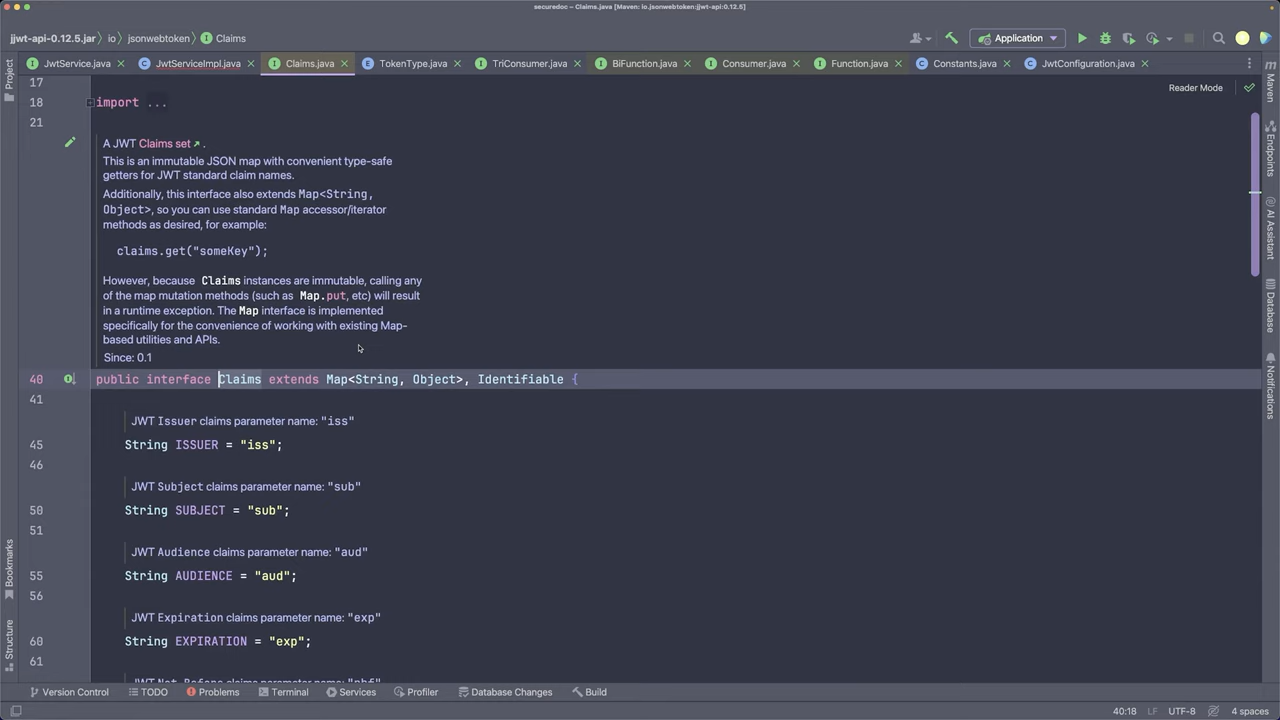 securedoc – Claims.java [Maven: io.jsonwebtoken:jjwt-api:0.12.5]
jjwt-api-0.12.5.jar › io › jsonwebtoken › Claims
Application
JwtService.java
JwtServiceImpl.java
Claims.java
TokenType.java
TriConsumer.java
BiFunction.java
Consumer.java
Function.java
Constants.java
JwtConfiguration.java
Project
Bookmarks
Structure
Maven
Endpoints
AI Assistant
Database
Notifications
Reader Mode
17
18 import ...
21
A JWT Claims set ↗ .
This is an immutable JSON map with convenient type-safe
getters for JWT standard claim names.
Additionally, this interface also extends Map<String,
Object>, so you can use standard Map accessor/iterator
methods as desired, for example:
claims.get("someKey");
However, because Claims instances are immutable, calling any
of the map mutation methods (such as Map.put, etc) will result
in a runtime exception. The Map interface is implemented
specifically for the convenience of working with existing Map-
based utilities and APIs.
Since: 0.1
40 public interface Claims extends Map<String, Object>, Identifiable {
41
JWT Issuer claims parameter name: "iss"
45 String ISSUER = "iss";
46
JWT Subject claims parameter name: "sub"
50 String SUBJECT = "sub";
51
JWT Audience claims parameter name: "aud"
55 String AUDIENCE = "aud";
56
JWT Expiration claims parameter name: "exp"
60 String EXPIRATION = "exp";
61
Version Control
TODO
Problems
Terminal
Services
Profiler
Database Changes
Build
40:18
LF
UTF-8
4 spaces